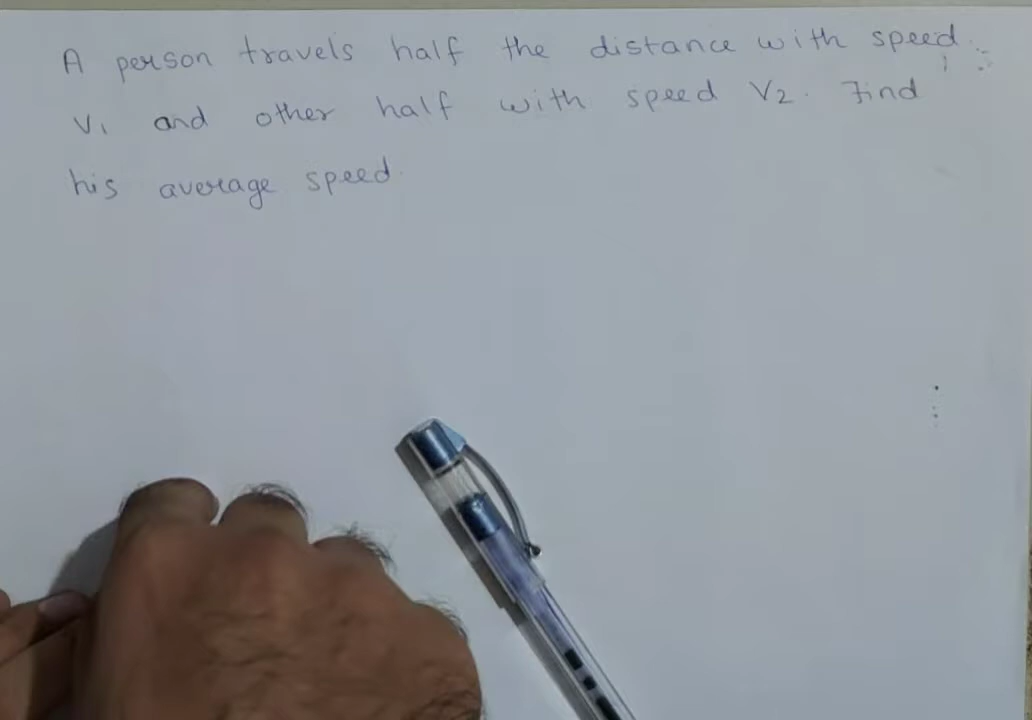 A person travels half the distance with speed
V1 and other half with speed V2. Find
his average speed.